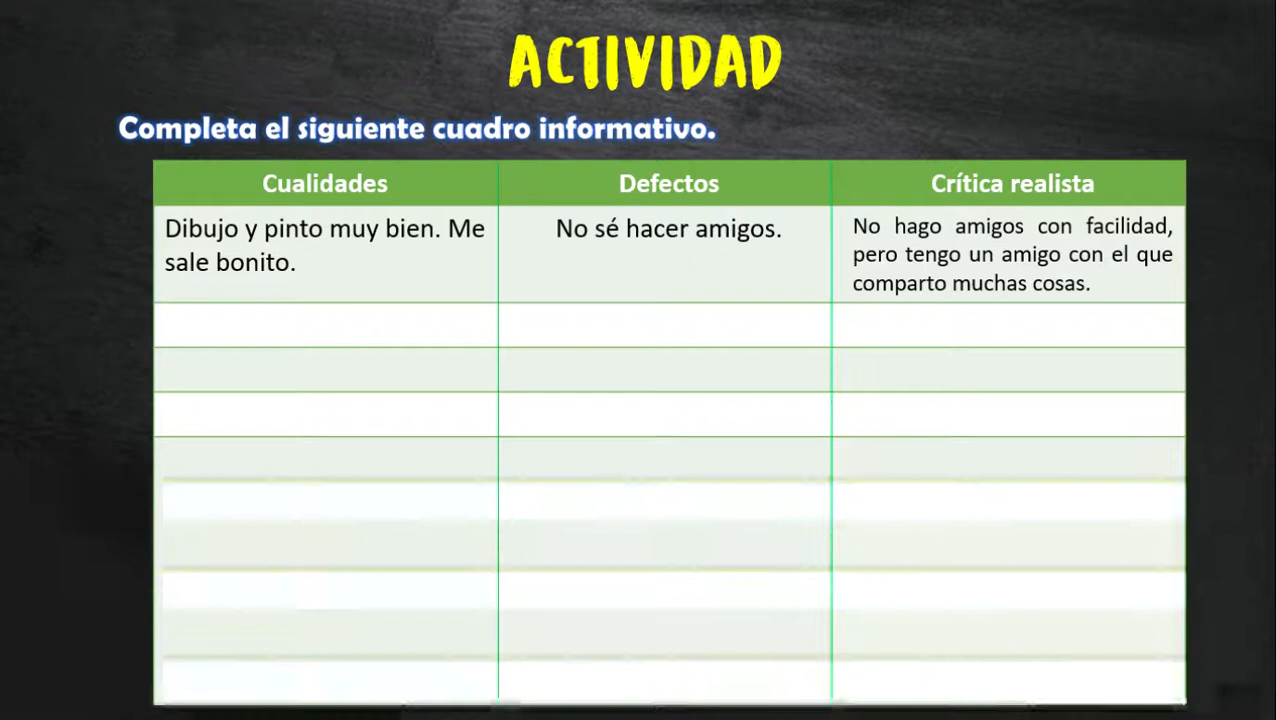 ACTIVIDAD
Completa el siguiente cuadro informativo.
Cualidades
Defectos
Crítica realista
Dibujo y pinto muy bien. Me
sale bonito.
No sé hacer amigos.
No hago amigos con facilidad,
pero tengo un amigo con el que
comparto muchas cosas.